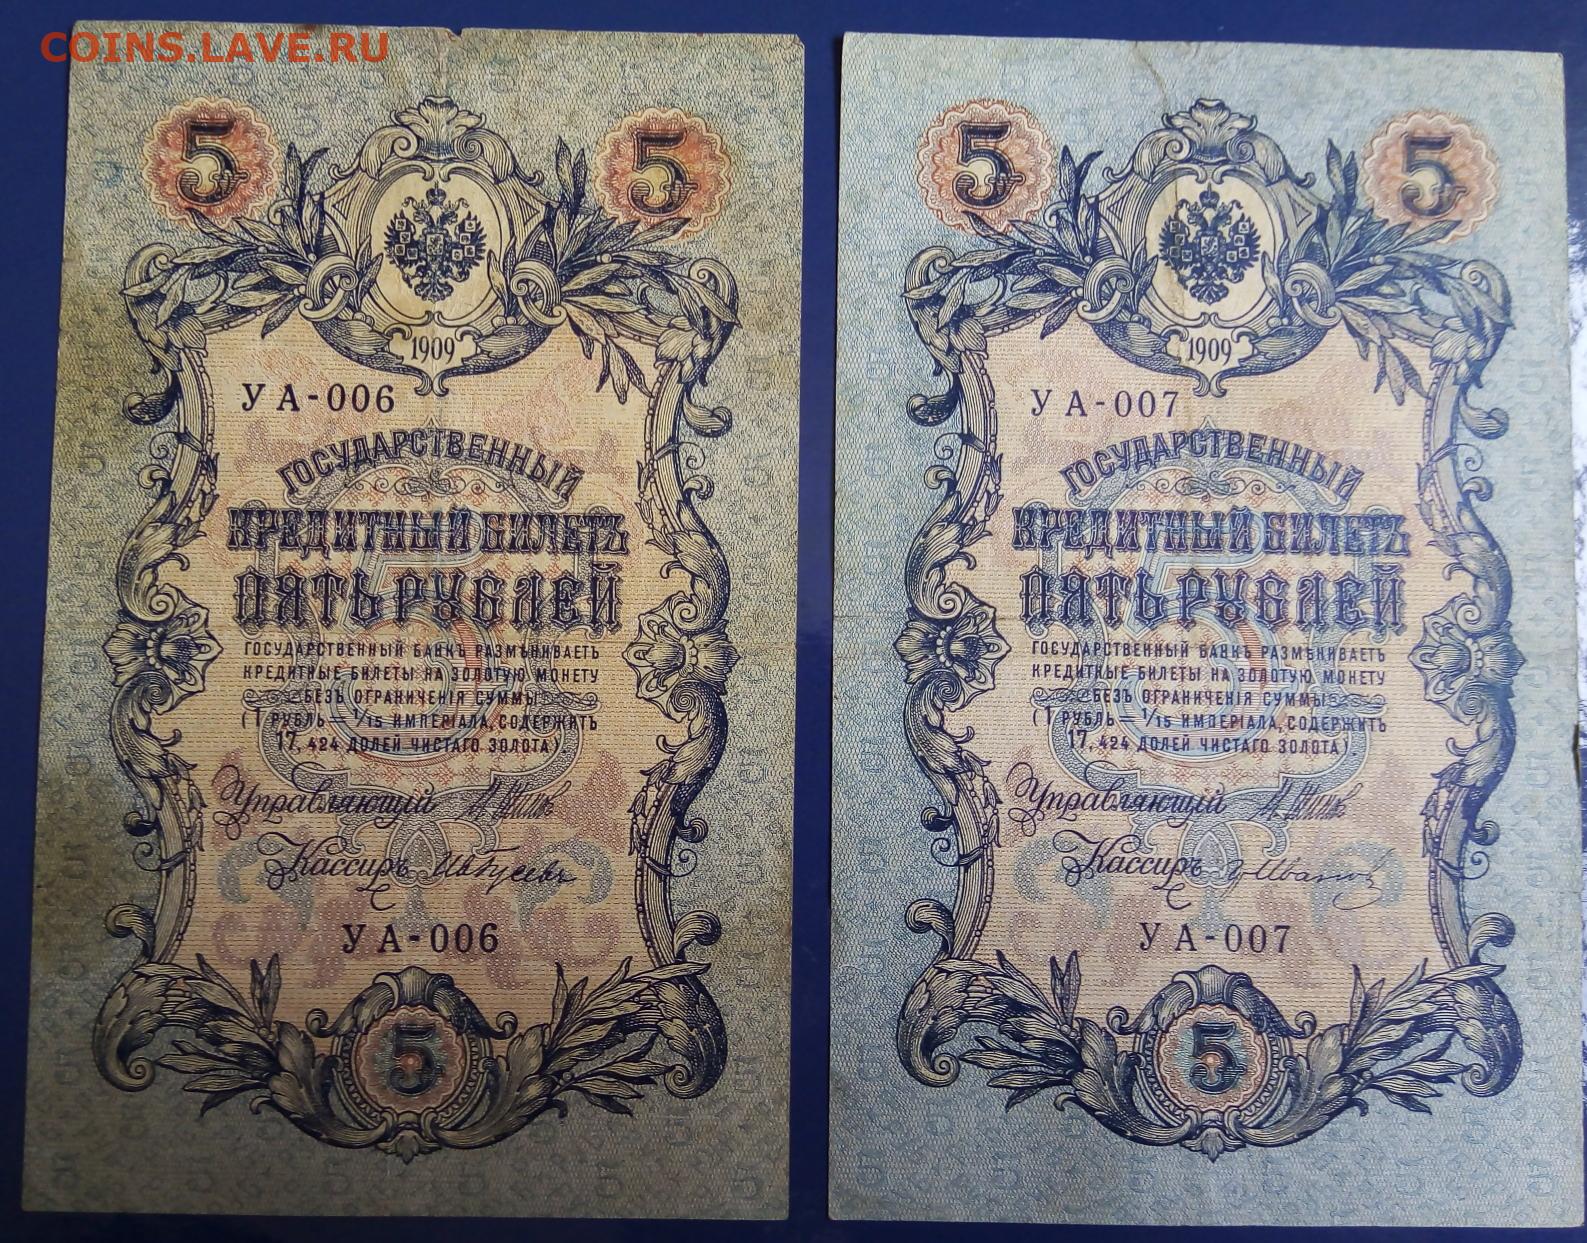 COINS.LAVE.RU
5 5
1909
УА-006
ГОСУДАРСТВЕННЫЙ
КРЕДИТНЫЙ БИЛЕТЪ
ПЯТЬ РУБЛЕЙ
ГОСУДАРСТВЕННЫЙ БАНКЪ РАЗМѢНИВАЕТЪ
КРЕДИТНЫЕ БИЛЕТЫ НА ЗОЛОТУЮ МОНЕТУ
БЕЗЪ ОГРАНИЧЕНІЯ СУММЫ
(1 РУБЛЬ = 1/15 ИМПЕРІАЛА, СОДЕРЖИТЪ
17,424 ДОЛЕЙ ЧИСТАГО ЗОЛОТА).
Управляющій
Кассиръ
УА-006
5
5 5
1909
УА-007
ГОСУДАРСТВЕННЫЙ
КРЕДИТНЫЙ БИЛЕТЪ
ПЯТЬ РУБЛЕЙ
ГОСУДАРСТВЕННЫЙ БАНКЪ РАЗМѢНИВАЕТЪ
КРЕДИТНЫЕ БИЛЕТЫ НА ЗОЛОТУЮ МОНЕТУ
БЕЗЪ ОГРАНИЧЕНІЯ СУММЫ
(1 РУБЛЬ = 1/15 ИМПЕРІАЛА, СОДЕРЖИТЪ
17,424 ДОЛЕЙ ЧИСТАГО ЗОЛОТА).
Управляющій
Кассиръ
УА-007
5